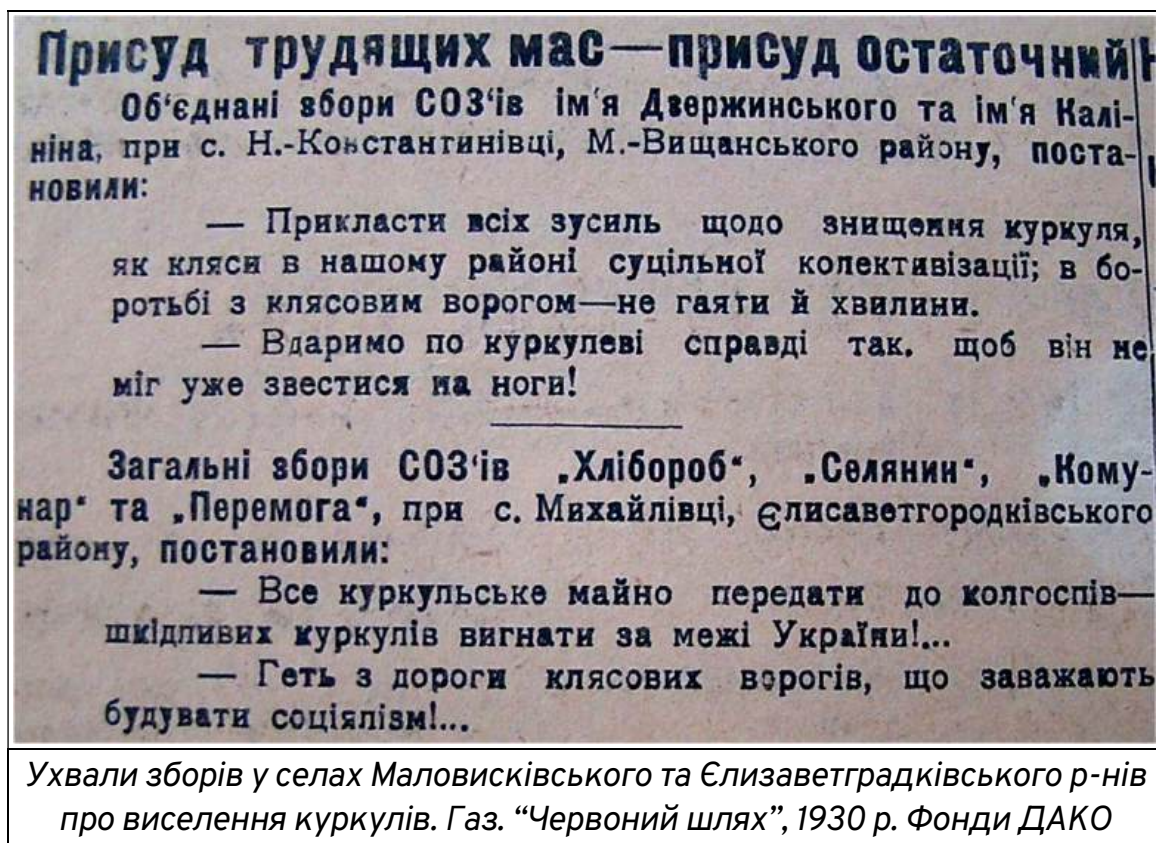 Присуд трудящих мас—присуд остаточний
Об'єднані збори СОЗ'ів ім'я Дзержинського та ім'я Калі-
ніна, при с. Н.-Константинівці, М.-Вищанського району, поста-
новили:
— Прикласти всіх зусиль щодо знищення куркуля,
як кляси в нашому районі суцільної колективізації; в бо-
ротьбі з клясовим ворогом—не гаяти й хвилини.
— Вдаримо по куркулеві справді так. щоб він не
міг уже звестися на ноги!
Загальні збори СОЗ'ів „Хлібороб“, „Селянин“, „Кому-
нар“ та „Перемога“, при с. Михайлівці, Єлисаветгородківського
району, постановили:
— Все куркульське майно передати до колгоспів—
шкідливих куркулів вигнати за межі України!...
— Геть з дороги клясових ворогів, що заважають
будувати соціялізм!...
Ухвали зборів у селах Маловисківського та Єлизаветградківського р-нів
про виселення куркулів. Газ. “Червоний шлях”, 1930 р. Фонди ДАКО